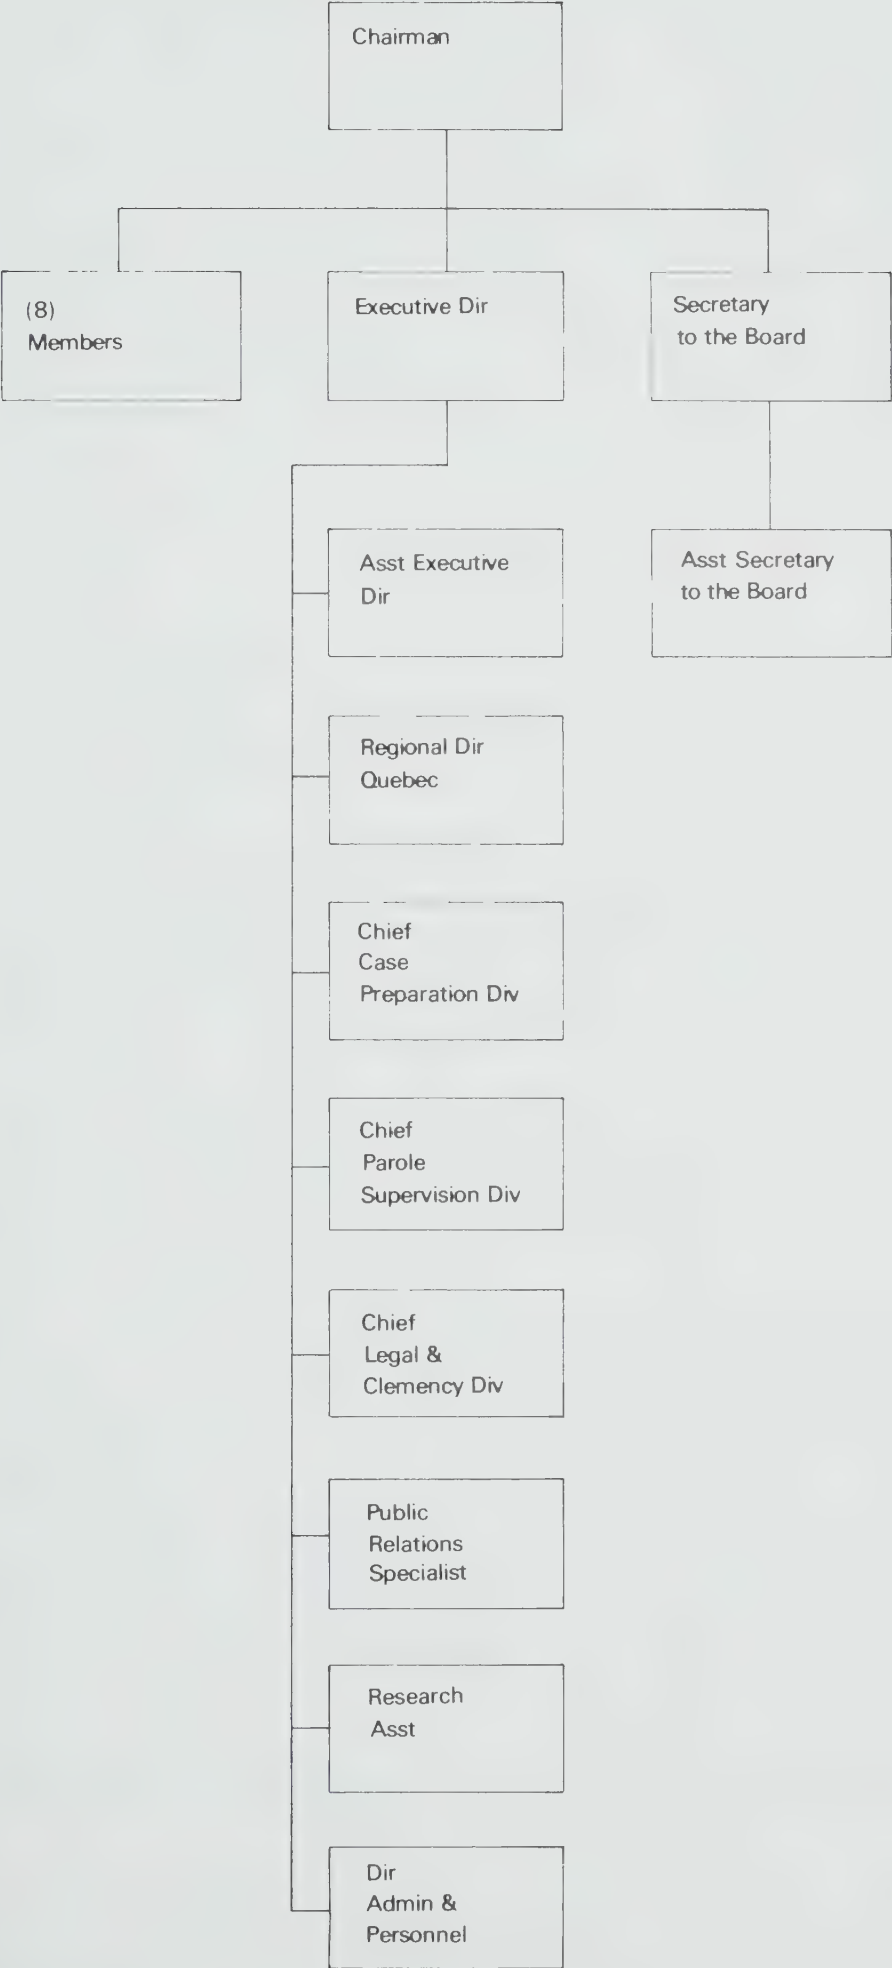 Chairman
(8)
Members
Executive Dir
Secretary
to the Board
Asst Executive
Dir
Asst Secretary
to the Board
Regional Dir
Quebec
Chief
Case
Preparation Div
Chief
Parole
Supervision Div
Chief
Legal &
Clemency Div
Public
Relations
Specialist
Research
Asst
Dir
Admin &
Personnel